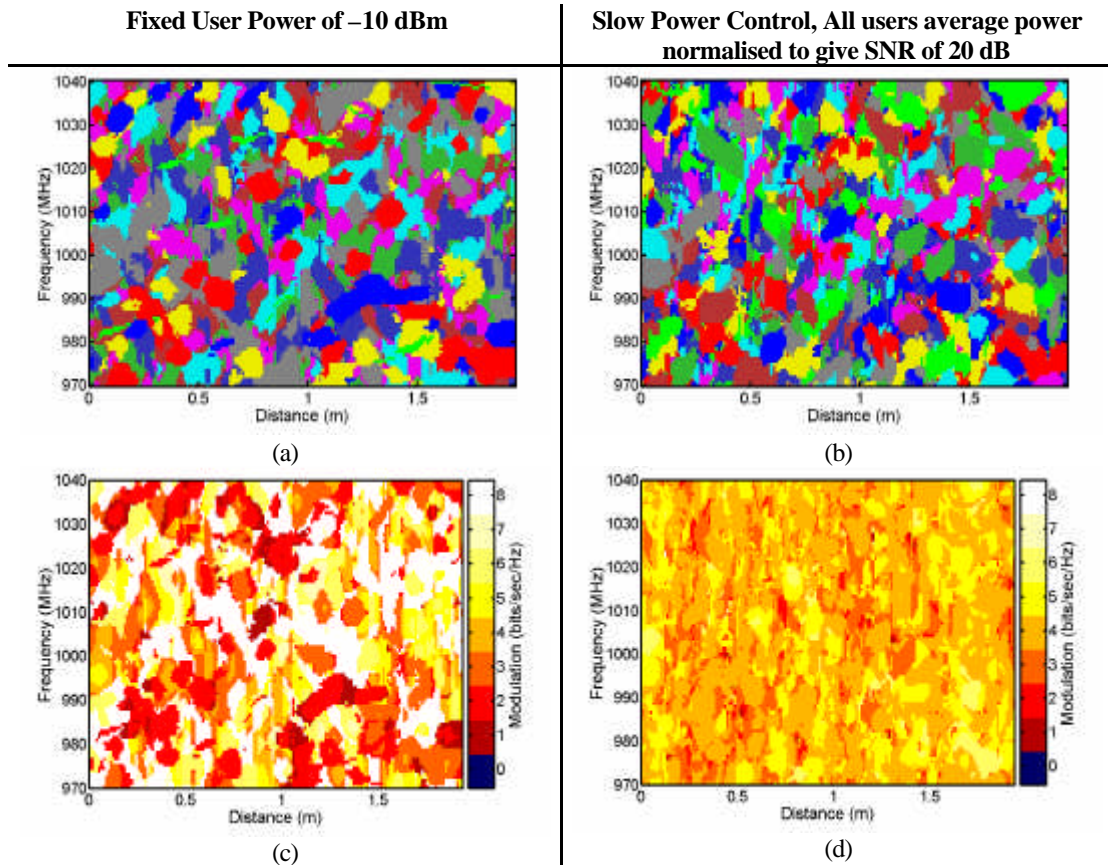 Fixed User Power of –10 dBm
Slow Power Control, All users average power
normalised to give SNR of 20 dB
1040
1030
1020
1010
1000
990
980
970
Frequency (MHz)
0 0.5 1 1.5
Distance (m)
(a)
1040
1030
1020
1010
1000
990
980
970
Frequency (MHz)
0 0.5 1 1.5
Distance (m)
(b)
1040
1030
1020
1010
1000
990
980
970
Frequency (MHz)
0 0.5 1 1.5
Distance (m)
8
7
6
5
4
3
2
1
0
Modulation (bits/sec/Hz)
(c)
1040
1030
1020
1010
1000
990
980
970
Frequency (MHz)
0 0.5 1 1.5
Distance (m)
8
7
6
5
4
3
2
1
0
Modulation (bits/sec/Hz)
(d)